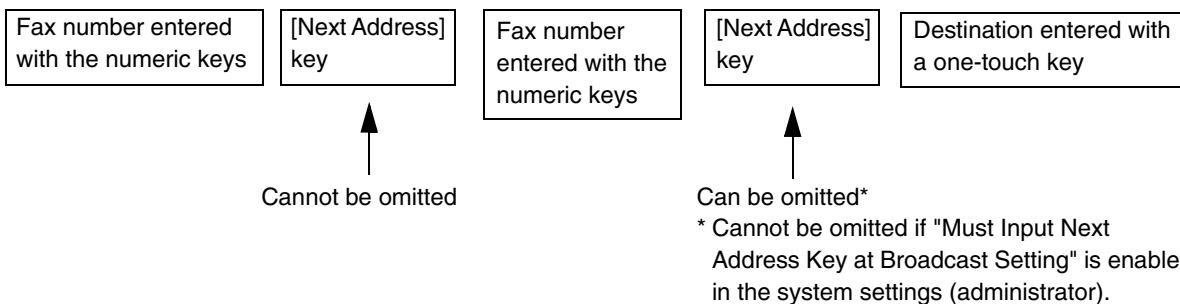 Fax number entered
with the numeric keys
[Next Address]
key
Fax number
entered with the
numeric keys
[Next Address]
key
Destination entered with
a one-touch key
Cannot be omitted
Can be omitted*
* Cannot be omitted if "Must Input Next
Address Key at Broadcast Setting" is enable
in the system settings (administrator).